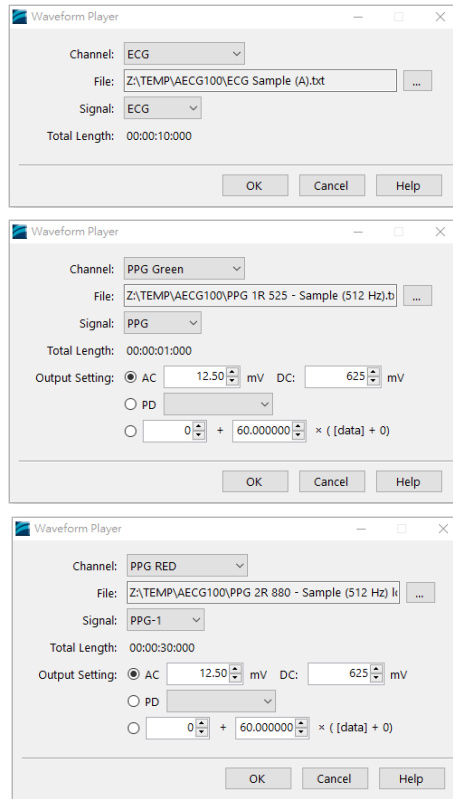 Waveform Player
Channel: ECG
File: Z:\TEMP\AECG100\ECG Sample (A).txt ...
Signal: ECG
Total Length: 00:00:10:000
OK Cancel Help
Waveform Player
Channel: PPG Green
File: Z:\TEMP\AECG100\PPG 1R 525 - Sample (512 Hz).t ...
Signal: PPG
Total Length: 00:00:01:000
Output Setting: AC 12.50 mV DC: 625 mV
PD
0 + 60.000000 × ( [data] + 0)
OK Cancel Help
Waveform Player
Channel: PPG RED
File: Z:\TEMP\AECG100\PPG 2R 880 - Sample (512 Hz) ...
Signal: PPG-1
Total Length: 00:00:30:000
Output Setting: AC 12.50 mV DC: 625 mV
PD
0 + 60.000000 × ( [data] + 0)
OK Cancel Help